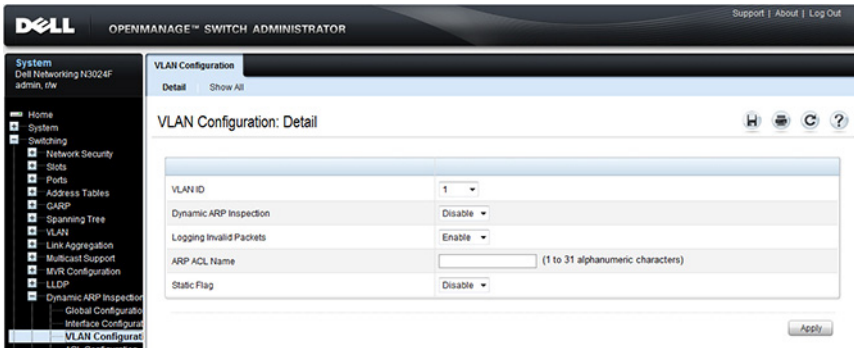 Support | About | Log Out
DELL OPENMANAGE™ SWITCH ADMINISTRATOR
System
Dell Networking N3024F
admin, r/w
Home
System
Switching
Network Security
Slots
Ports
Address Tables
GARP
Spanning Tree
VLAN
Link Aggregation
Multicast Support
MVR Configuration
LLDP
Dynamic ARP Inspection
Global Configuratio
Interface Configurat
VLAN Configurati
VLAN Configuration
Detail Show All
VLAN Configuration: Detail
VLAN ID 1
Dynamic ARP Inspection Disable
Logging Invalid Packets Enable
ARP ACL Name (1 to 31 alphanumeric characters)
Static Flag Disable
Apply